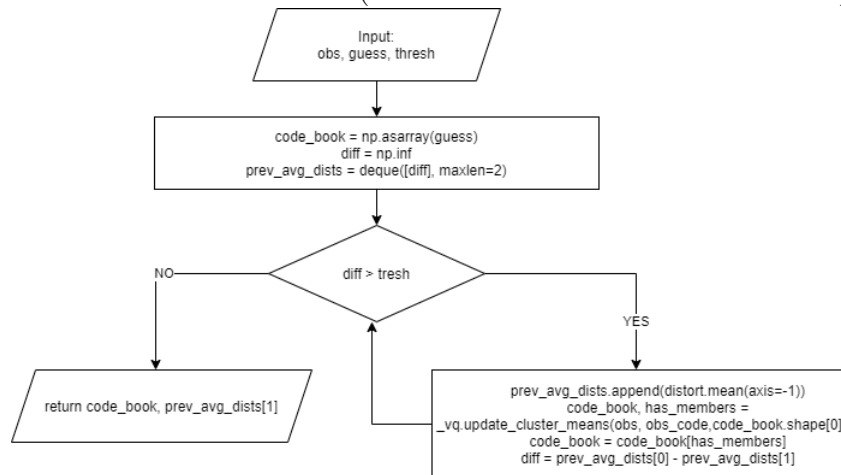 Input:
obs, guess, thresh
code_book = np.asarray(guess)
diff = np.inf
prev_avg_dists = deque([diff], maxlen=2)
diff > tresh
NO
YES
return code_book, prev_avg_dists[1]
prev_avg_dists.append(distort.mean(axis=-1))
code_book, has_members =
_vq.update_cluster_means(obs, obs_code,code_book.shape[0]
code_book = code_book[has_members]
diff = prev_avg_dists[0] - prev_avg_dists[1]